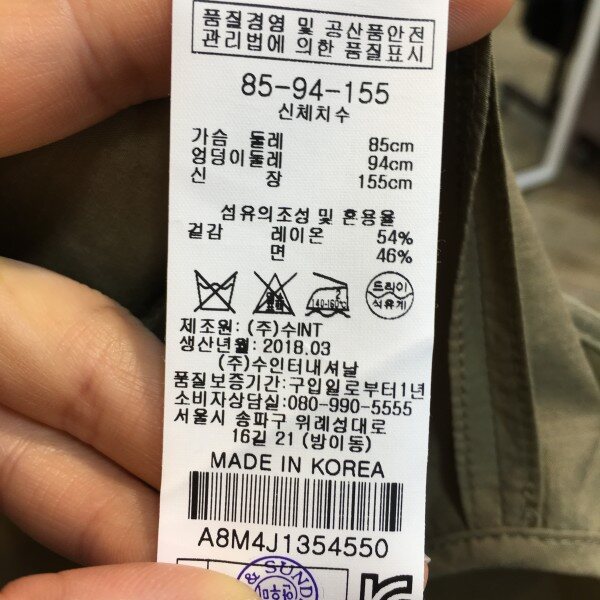 품질경영 및 공산품안전
관리법에 의한 품질표시
85-94-155
신체치수
가슴 둘레 85cm
엉덩이둘레 94cm
신 장 155cm
섬유의조성 및 혼용율
겉감 레이온 54%
면 46%
140-160℃
드라이
석유계
제조원: (주)수INT
생산년월: 2018.03
(주)수인터내셔날
품질보증기간:구입일로부터1년
소비자상담실:080-990-5555
서울시 송파구 위례성대로
16길 21 (방이동)
MADE IN KOREA
A8M4J1354550
& SUND